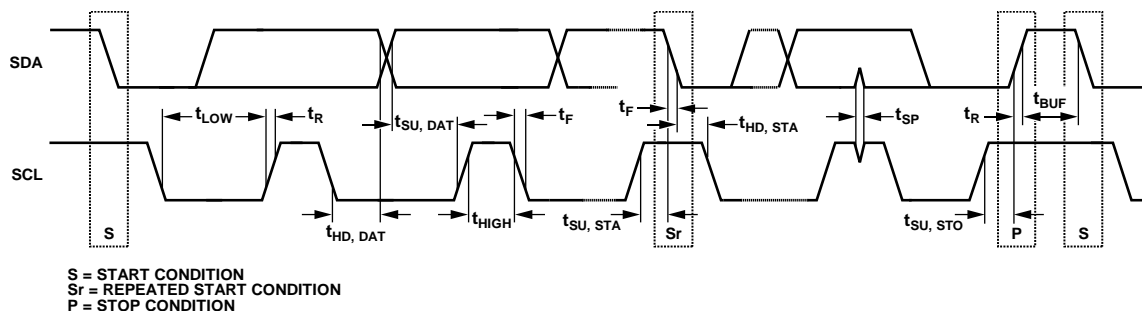 SDA
tLOW
tR
tSU, DAT
tF
tF
tHD, STA
tSP
tR
tBUF
SCL
S
tHD, DAT
tHIGH
tSU, STA
Sr
tSU, STO
P
S
S = START CONDITION
Sr = REPEATED START CONDITION
P = STOP CONDITION